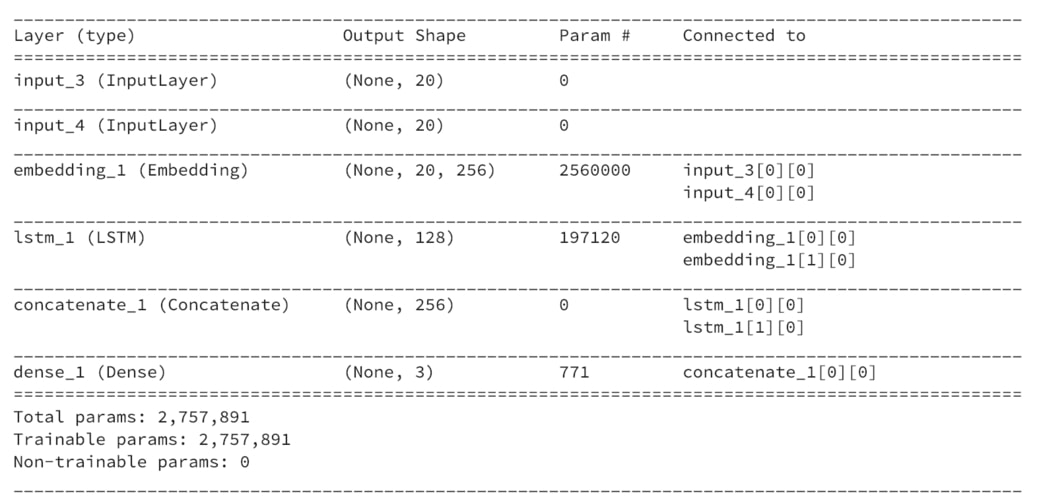 Layer (type) Output Shape Param # Connected to
input_3 (InputLayer) (None, 20) 0
input_4 (InputLayer) (None, 20) 0
embedding_1 (Embedding) (None, 20, 256) 2560000 input_3[0][0]
input_4[0][0]
lstm_1 (LSTM) (None, 128) 197120 embedding_1[0][0]
embedding_1[1][0]
concatenate_1 (Concatenate) (None, 256) 0 lstm_1[0][0]
lstm_1[1][0]
dense_1 (Dense) (None, 3) 771 concatenate_1[0][0]
Total params: 2,757,891
Trainable params: 2,757,891
Non-trainable params: 0